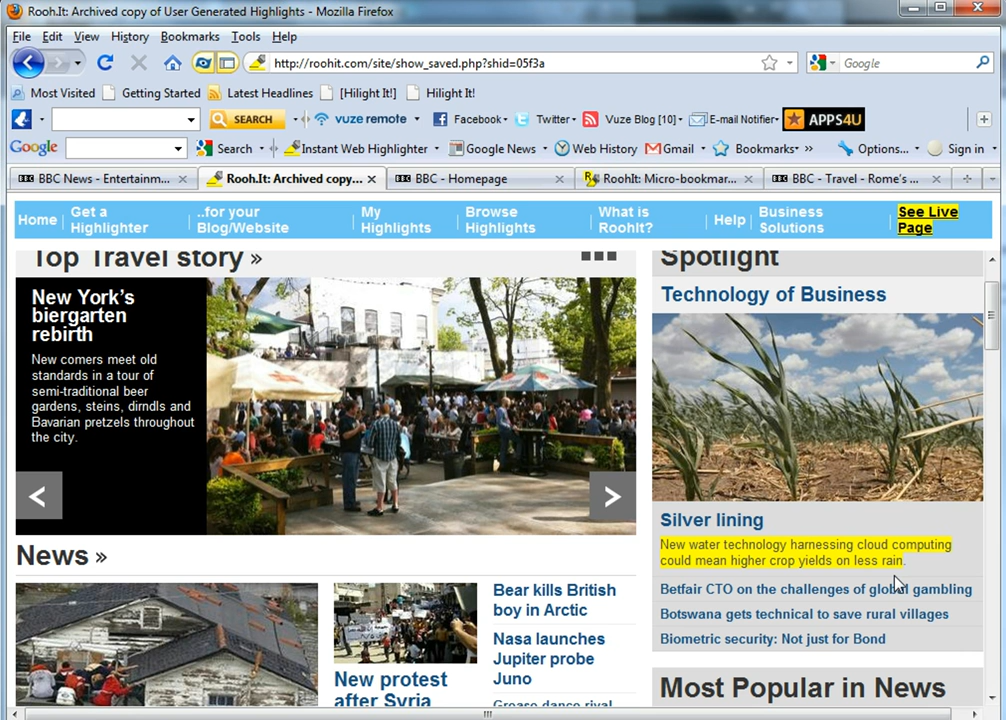 Rooh.It: Archived copy of User Generated Highlights - Mozilla Firefox
File Edit View History Bookmarks Tools Help
http://roohit.com/site/show_saved.php?shid=05f3a
Google
Most Visited Getting Started Latest Headlines [Hilight It!] Hilight It!
SEARCH vuze remote Facebook Twitter Vuze Blog [10] E-mail Notifier APPS4U
Google Search Instant Web Highlighter Google News Web History Gmail Bookmarks Options... Sign in
BBC News - Entertainm... Rooh.It: Archived copy... BBC - Homepage RoohIt: Micro-bookmar... BBC - Travel - Rome's ...
Home
Get a
Highlighter
..for your
Blog/Website
My
Highlights
Browse
Highlights
What is
RoohIt?
Help
Business
Solutions
See Live
Page
Top Travel story »
New York's
biergarten
rebirth
New comers meet old
standards in a tour of
semi-traditional beer
gardens, steins, dirndls and
Bavarian pretzels throughout
the city.
News »
Bear kills British
boy in Arctic
Nasa launches
Jupiter probe
Juno
Grease dance rival
New protest
after Syria
Spotlight
Technology of Business
Silver lining
New water technology harnessing cloud computing
could mean higher crop yields on less rain.
Betfair CTO on the challenges of global gambling
Botswana gets technical to save rural villages
Biometric security: Not just for Bond
Most Popular in News